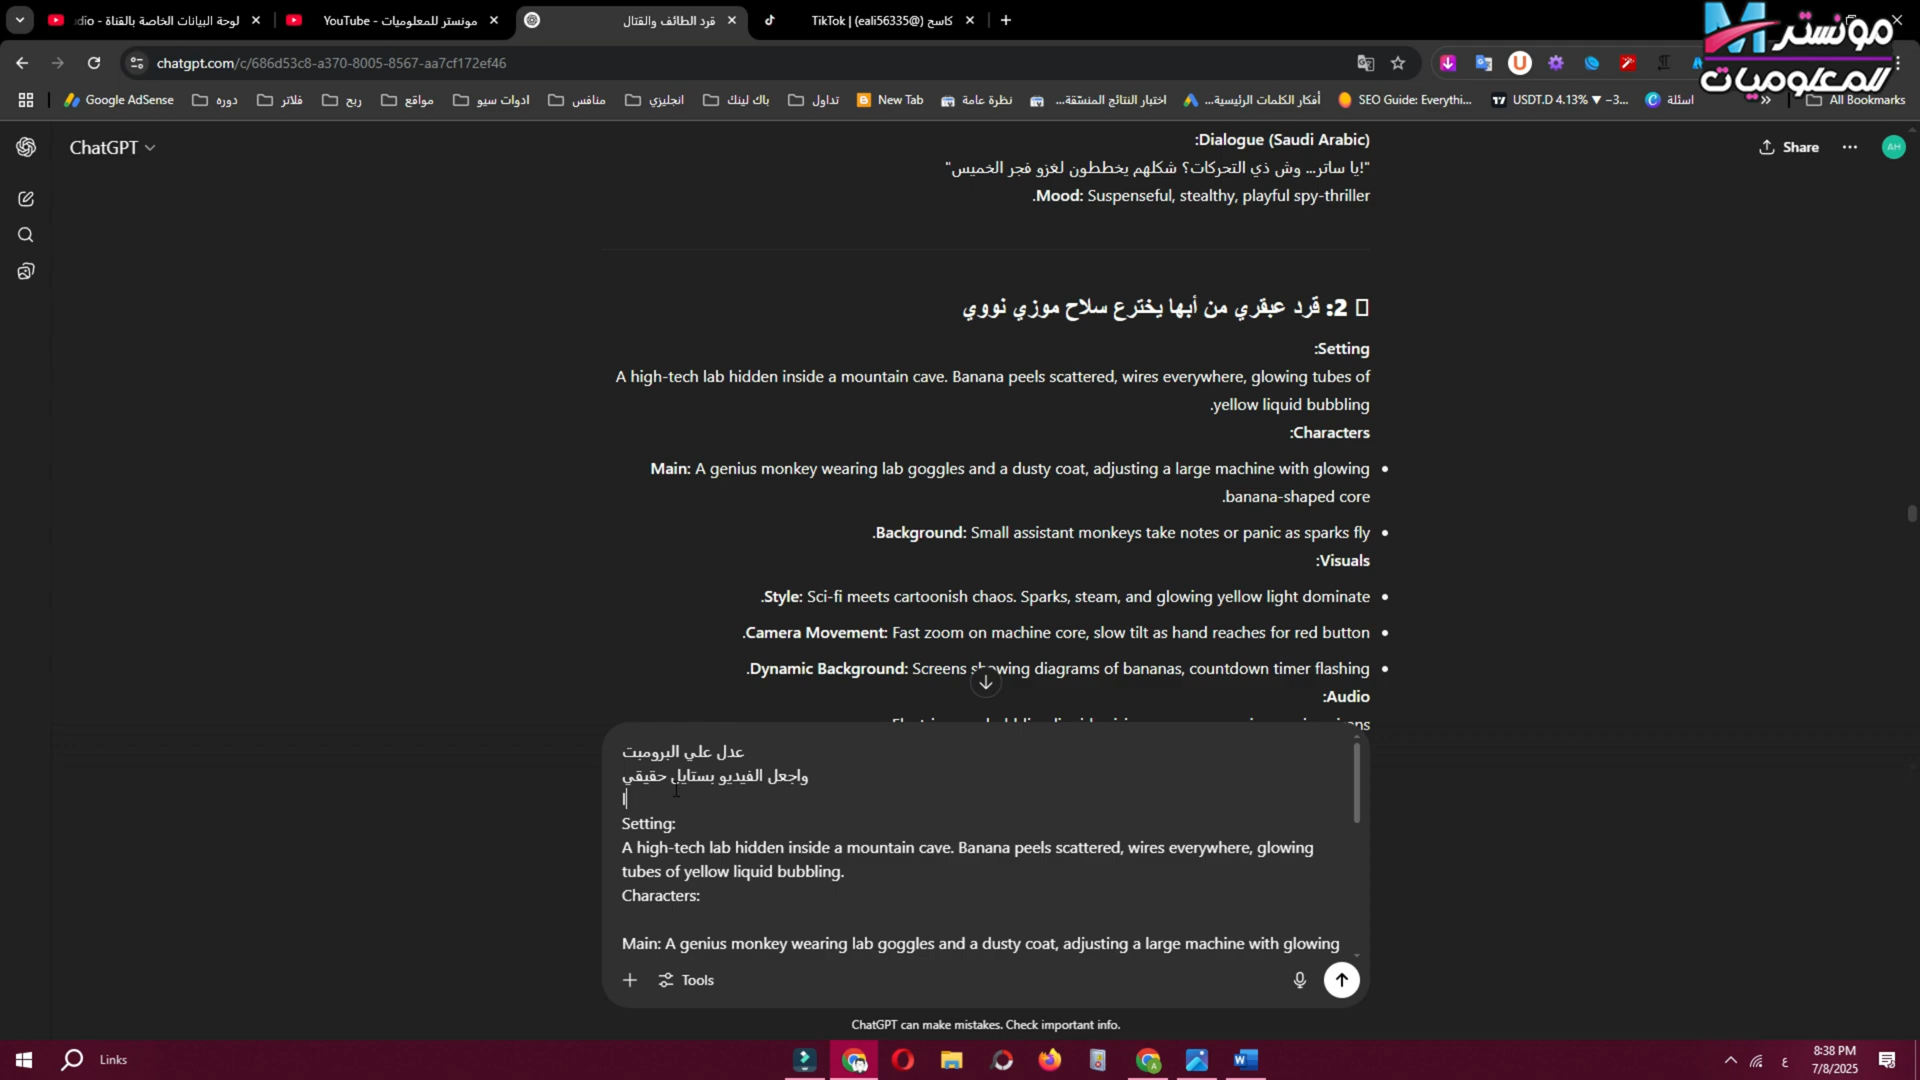 لوحة البيانات الخاصة بالقناة - dio
مونستر للمعلوميات - YouTube
قرد الطائف والقتال
كاسح (@eali56335) | TikTok
مونستر
للمعلوميات
chatgpt.com/c/686d53c8-a370-8005-8567-aa7cf172ef46
Google AdSense
دوره
فلاتر
ربح
مواقع
ادوات سيو
منافس
انجليزي
باك لينك
تداول
New Tab
نظرة عامة
اختبار النتائج المنسّقة...
أفكار الكلمات الرئيسية...
SEO Guide: Everythi...
USDT.D 4.13% ▼ −3...
اسئلة
All Bookmarks
ChatGPT
Share
AH
Dialogue (Saudi Arabic):
"يا ساتر... وش ذي التحركات؟ شكلهم يخططون لغزو فجر الخميس!"
Mood: Suspenseful, stealthy, playful spy-thriller.
2: قرد عبقري من أبها يخترع سلاح موزي نووي
Setting:
A high-tech lab hidden inside a mountain cave. Banana peels scattered, wires everywhere, glowing tubes of
yellow liquid bubbling.
Characters:
Main: A genius monkey wearing lab goggles and a dusty coat, adjusting a large machine with glowing
banana-shaped core.
Background: Small assistant monkeys take notes or panic as sparks fly.
Visuals:
Style: Sci-fi meets cartoonish chaos. Sparks, steam, and glowing yellow light dominate.
Camera Movement: Fast zoom on machine core, slow tilt as hand reaches for red button.
Dynamic Background: Screens showing diagrams of bananas, countdown timer flashing.
Audio:
عدل علي البرومبت
واجعل الفيديو بستايل حقيقي
ا
Setting:
A high-tech lab hidden inside a mountain cave. Banana peels scattered, wires everywhere, glowing
tubes of yellow liquid bubbling.
Characters:
Main: A genius monkey wearing lab goggles and a dusty coat, adjusting a large machine with glowing
Tools
ChatGPT can make mistakes. Check important info.
Links
ع
8:38 PM
7/8/2025